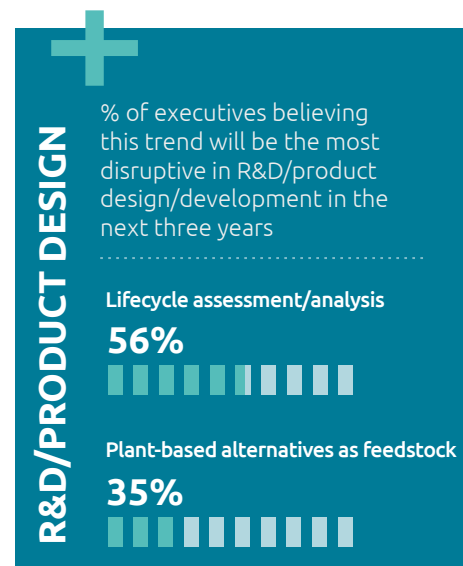 R&D/PRODUCT DESIGN
% of executives believing
this trend will be the most
disruptive in R&D/product
design/development in the
next three years
Lifecycle assessment/analysis
56%
Plant-based alternatives as feedstock
35%